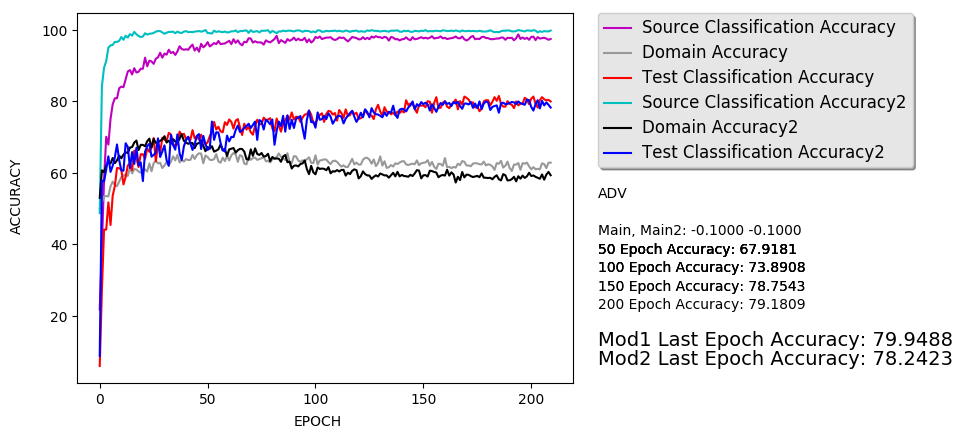 100
80
60
40
20
ACCURACY
0
50
100
150
200
EPOCH
Source Classification Accuracy
Domain Accuracy
Test Classification Accuracy
Source Classification Accuracy2
Domain Accuracy2
Test Classification Accuracy2
ADV
Main, Main2: -0.1000 -0.1000
50 Epoch Accuracy: 67.9181
100 Epoch Accuracy: 73.8908
150 Epoch Accuracy: 78.7543
200 Epoch Accuracy: 79.1809
Mod1 Last Epoch Accuracy: 79.9488
Mod2 Last Epoch Accuracy: 78.2423